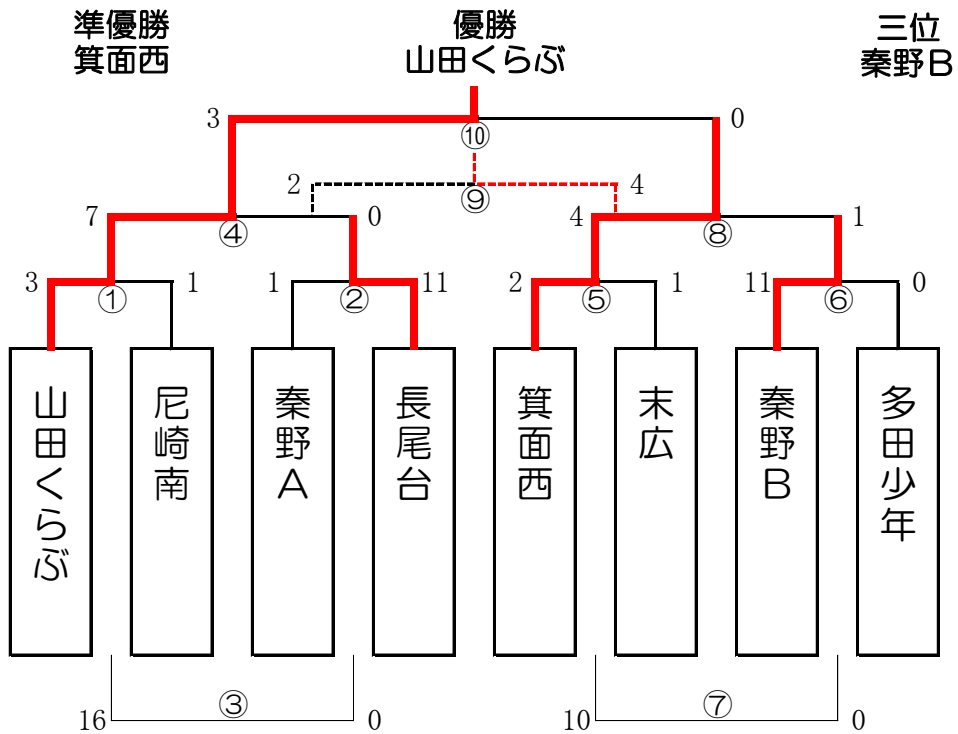 準優勝
箕面西
優勝
山田くらぶ
三位
秦野B
3
⑩
0
2
⑨
4
7
④
0
4
⑧
1
3
①
1
1
②
11
2
⑤
1
11
⑥
0
山田くらぶ
尼崎南
秦野A
長尾台
箕面西
末広
秦野B
多田少年
16
③
0
10
⑦
0